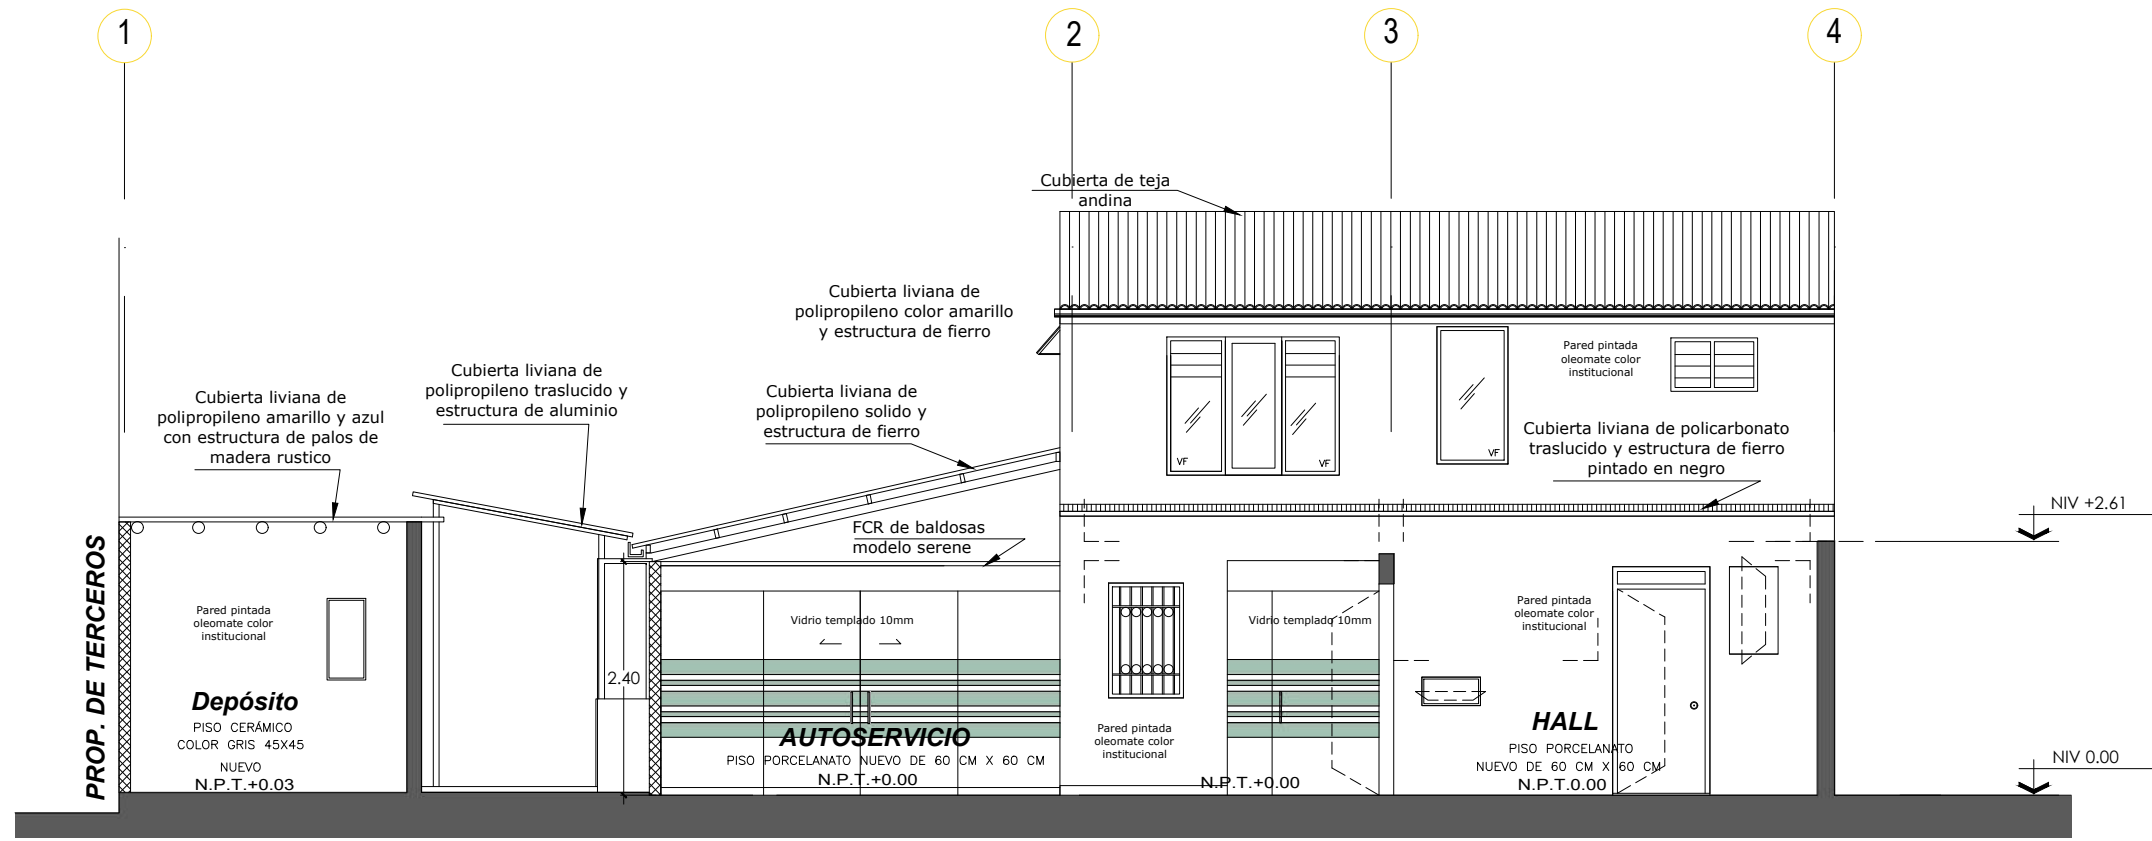 1
2
3
4
Cubierta de teja
andina
Cubierta liviana de
polipropileno color amarillo
y estructura de fierro
Cubierta liviana de
polipropileno traslucido y
estructura de aluminio
Cubierta liviana de
polipropileno solido y
estructura de fierro
Cubierta liviana de
polipropileno amarillo y azul
con estructura de palos de
madera rustico
Pared pintada
oleomate color
institucional
VF
VF
VF
Cubierta liviana de policarbonato
traslucido y estructura de fierro
pintado en negro
NIV +2.61
FCR de baldosas
modelo serene
PROP. DE TERCEROS
Pared pintada
oleomate color
institucional
Vidrio templado 10mm
Vidrio templado 10mm
Pared pintada
oleomate color
institucional
2.40
Depósito
PISO CERÁMICO
COLOR GRIS 45X45
NUEVO
N.P.T.+0.03
AUTOSERVICIO
PISO PORCELANATO NUEVO DE 60 CM X 60 CM
N.P.T.+0.00
Pared pintada
oleomate color
institucional
N.P.T.+0.00
HALL
PISO PORCELANATO
NUEVO DE 60 CM X 60 CM
N.P.T.0.00
NIV 0.00